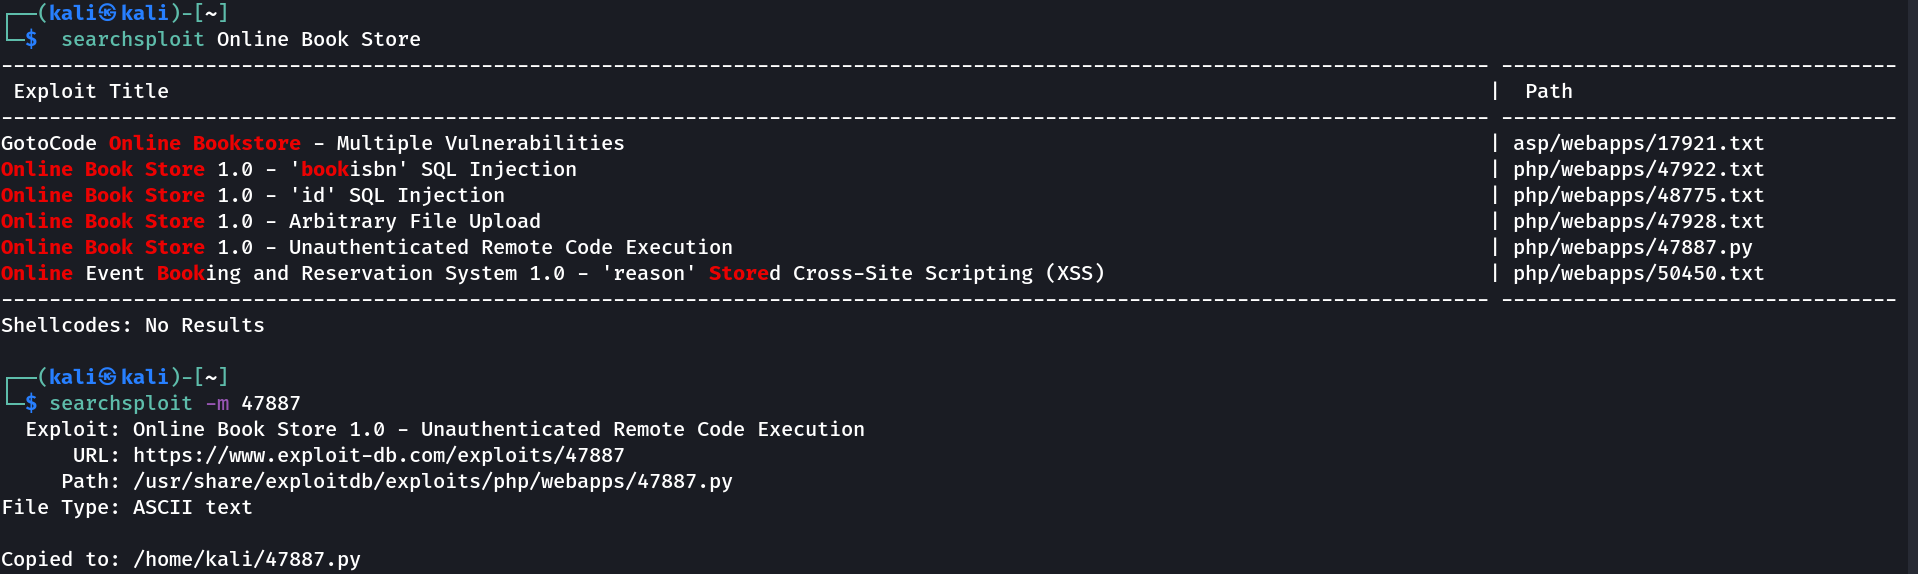 ┌──(kali㉿kali)-[~]
└─$  searchsploit Online Book Store
--------------------------------------------------------------------------------------------------------------------------- ---------------------------------
 Exploit Title                                                                                                              |  Path
--------------------------------------------------------------------------------------------------------------------------- ---------------------------------
GotoCode Online Bookstore - Multiple Vulnerabilities                                                                        | asp/webapps/17921.txt
Online Book Store 1.0 - 'bookisbn' SQL Injection                                                                            | php/webapps/47922.txt
Online Book Store 1.0 - 'id' SQL Injection                                                                                  | php/webapps/48775.txt
Online Book Store 1.0 - Arbitrary File Upload                                                                               | php/webapps/47928.txt
Online Book Store 1.0 - Unauthenticated Remote Code Execution                                                               | php/webapps/47887.py
Online Event Booking and Reservation System 1.0 - 'reason' Stored Cross-Site Scripting (XSS)                                | php/webapps/50450.txt
--------------------------------------------------------------------------------------------------------------------------- ---------------------------------
Shellcodes: No Results
┌──(kali㉿kali)-[~]
└─$ searchsploit -m 47887
  Exploit: Online Book Store 1.0 - Unauthenticated Remote Code Execution
      URL: https://www.exploit-db.com/exploits/47887
     Path: /usr/share/exploitdb/exploits/php/webapps/47887.py
File Type: ASCII text
Copied to: /home/kali/47887.py